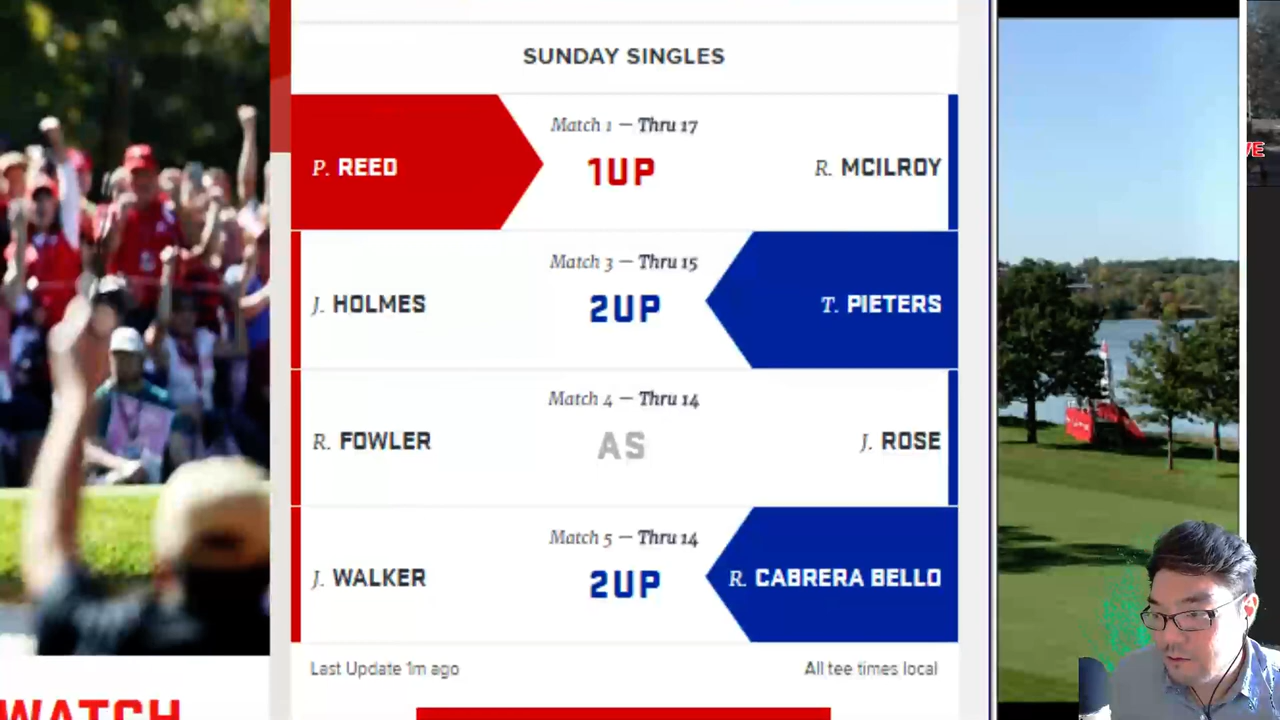 SUNDAY SINGLES
Match 1 — Thru 17
P. REED 1UP R. MCILROY
Match 3 — Thru 15
J. HOLMES 2UP T. PIETERS
Match 4 — Thru 14
R. FOWLER AS J. ROSE
Match 5 — Thru 14
J. WALKER 2UP R. CABRERA BELLO
Last Update 1m ago All tee times local
WATCH